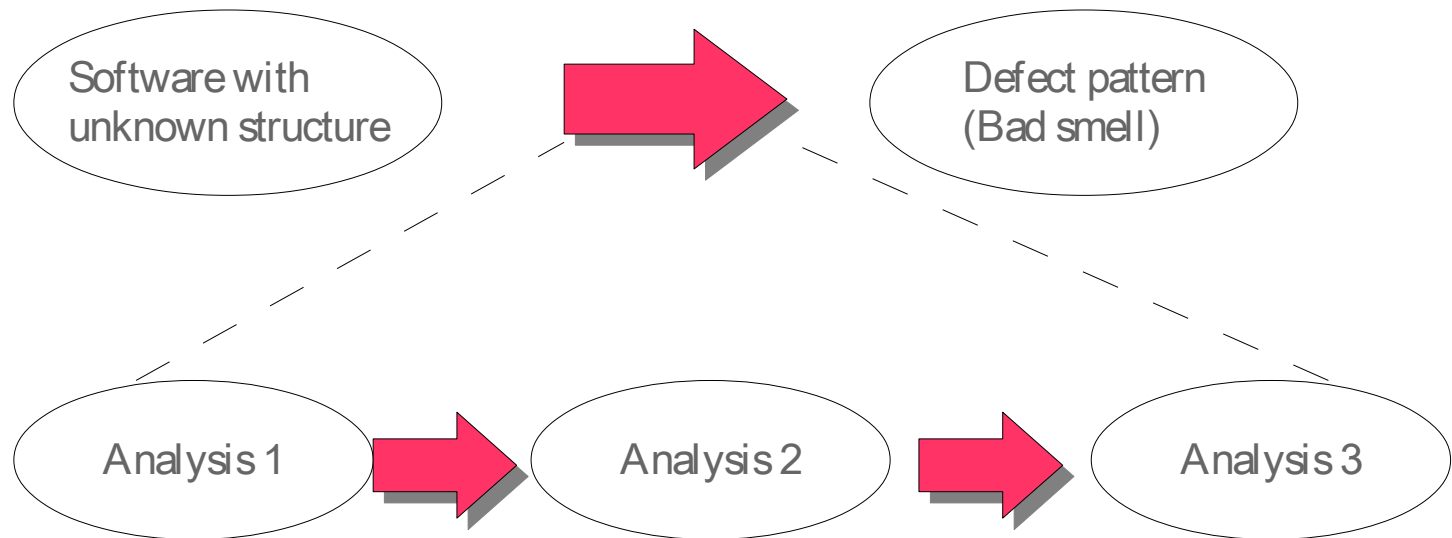 Software with
unknown structure
Defect pattern
(Bad smell)
Analysis 1
Analysis 2
Analysis 3